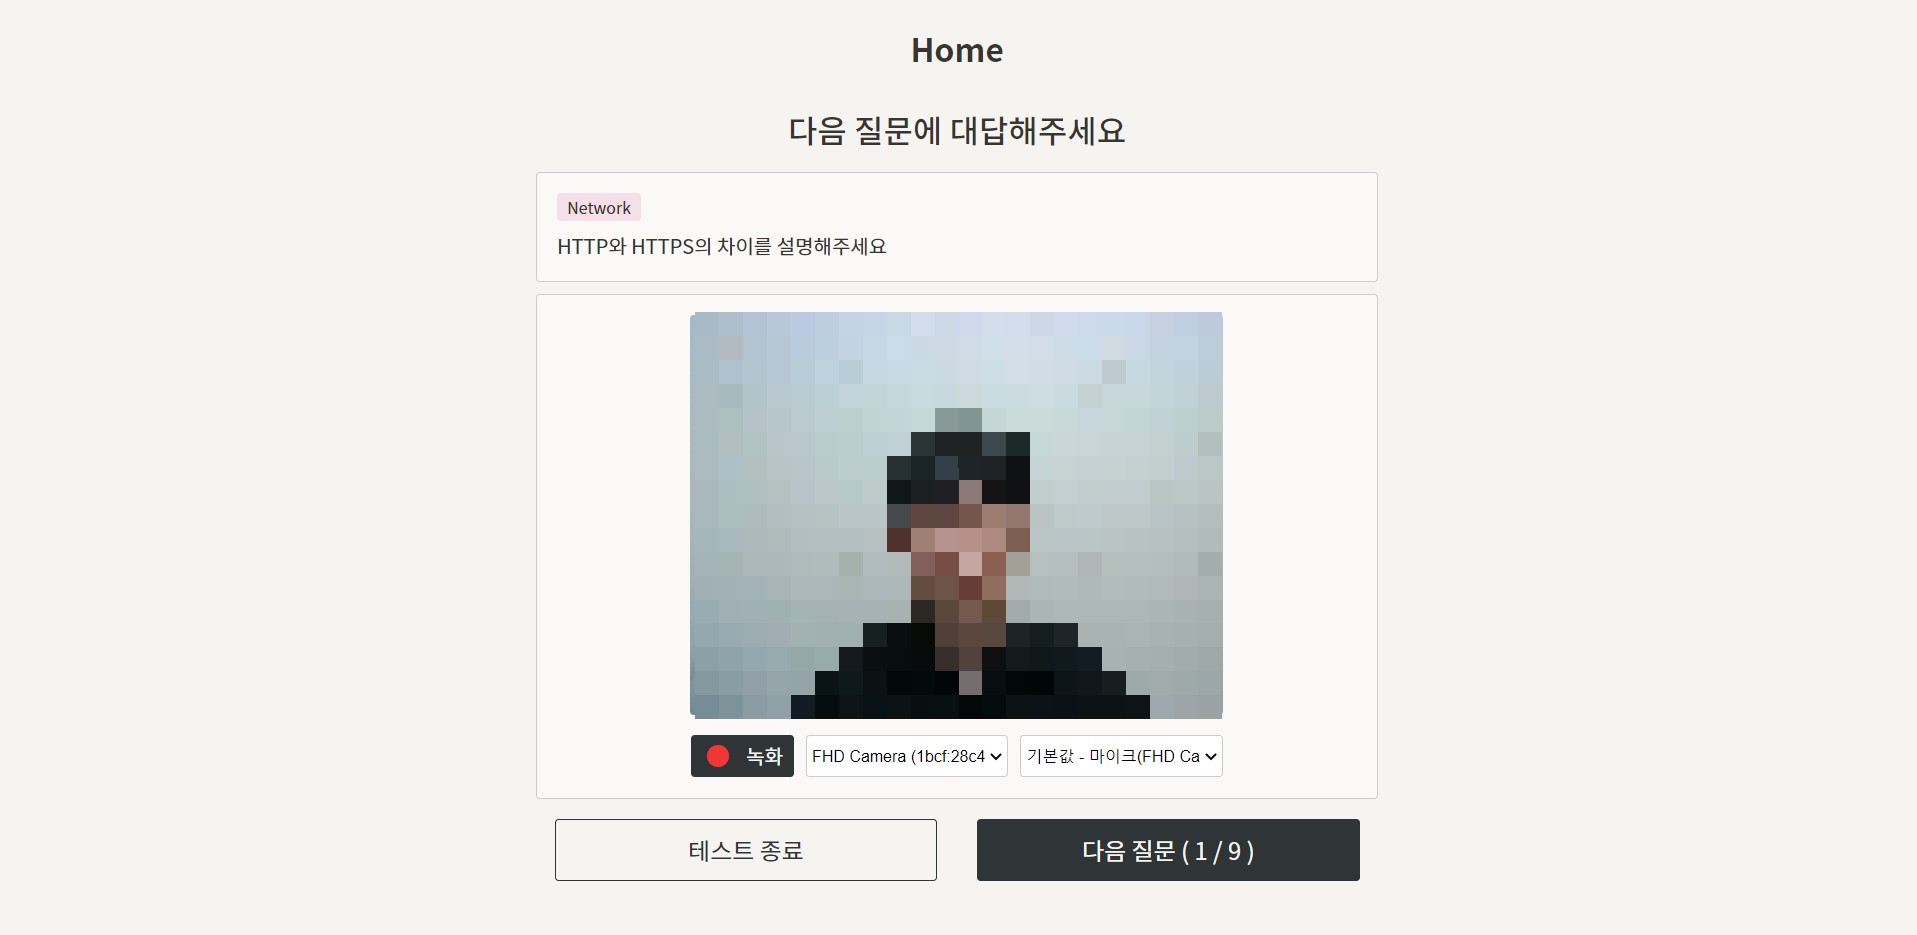 Home
다음 질문에 대답해주세요
Network
HTTP와 HTTPS의 차이를 설명해주세요
녹화
FHD Camera (1bcf:28c4
기본값 - 마이크(FHD Ca
테스트 종료
다음 질문 ( 1 / 9 )